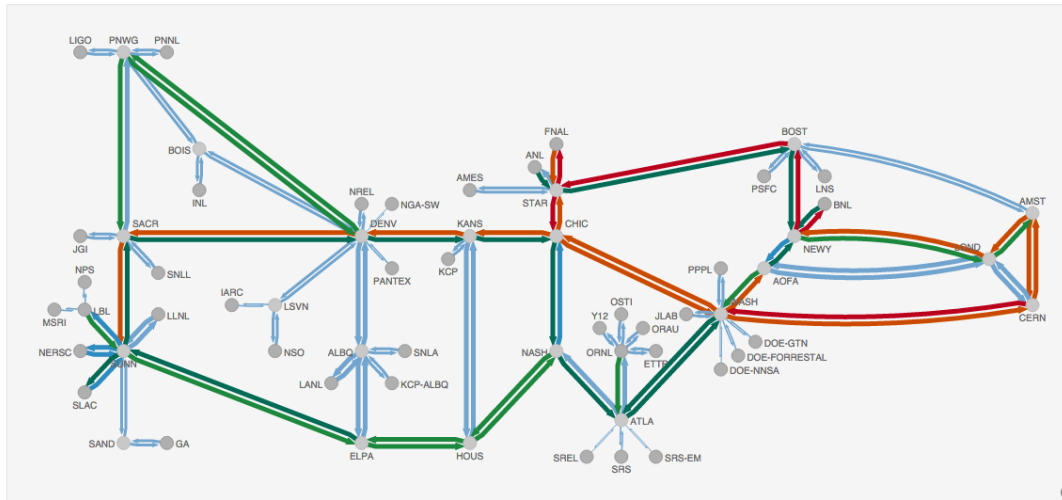 LIGO
PNWG
PNNL
BOIS
INL
FNAL
ANL
AMES
STAR
BOST
PSFC
LNS
BNL
NREL
NGA-SW
DENV
KANS
CHIC
NEWY
AMST
LOND
CERN
SACR
JGI
SNLL
KCP
PANTEX
AOFA
PPPL
WASH
JLAB
DOE-GTN
DOE-FORRESTAL
DOE-NNSA
NPS
LBL
MSRI
LLNL
NERSC
SUNN
SLAC
IARC
LSVN
NSO
OSTI
Y12
ORAU
ORNL
ETTP
ALBQ
SNLA
LANL
KCP-ALBQ
NASH
ATLA
SAND
GA
ELPA
HOUS
SREL
SRS
SRS-EM